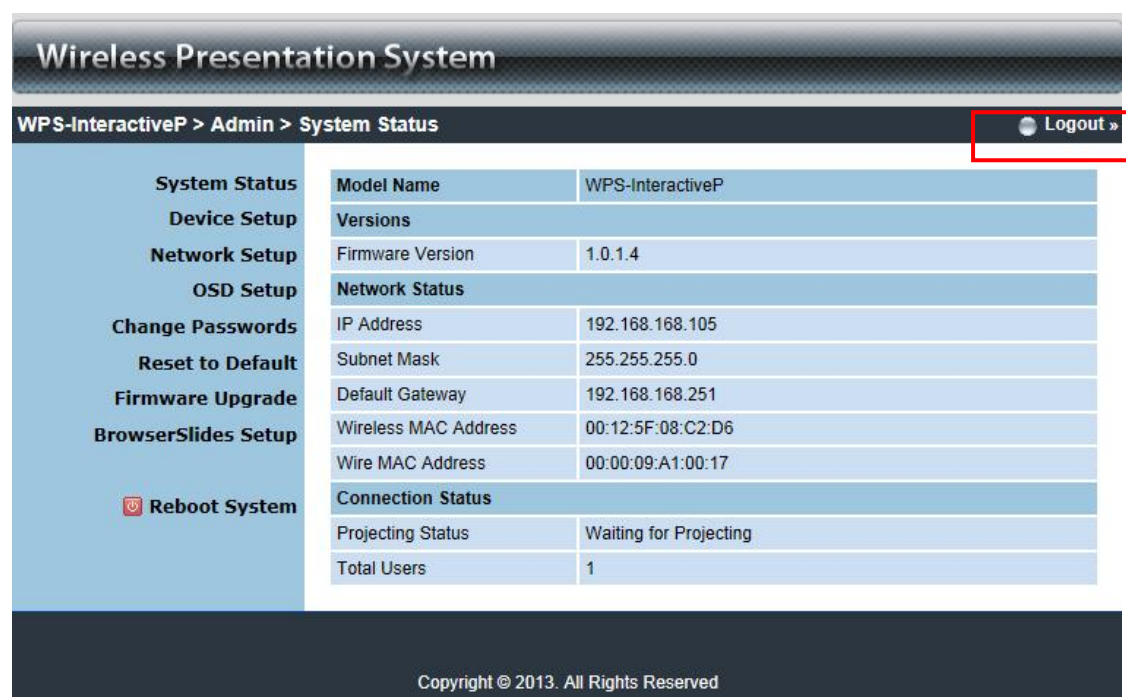 Wireless Presentation System
WPS-InteractiveP > Admin > System Status
Logout »
System Status
Device Setup
Network Setup
OSD Setup
Change Passwords
Reset to Default
Firmware Upgrade
BrowserSlides Setup
Reboot System
Model Name WPS-InteractiveP
Versions
Firmware Version 1.0.1.4
Network Status
IP Address 192.168.168.105
Subnet Mask 255.255.255.0
Default Gateway 192.168.168.251
Wireless MAC Address 00:12:5F:08:C2:D6
Wire MAC Address 00:00:09:A1:00:17
Connection Status
Projecting Status Waiting for Projecting
Total Users 1
Copyright © 2013. All Rights Reserved